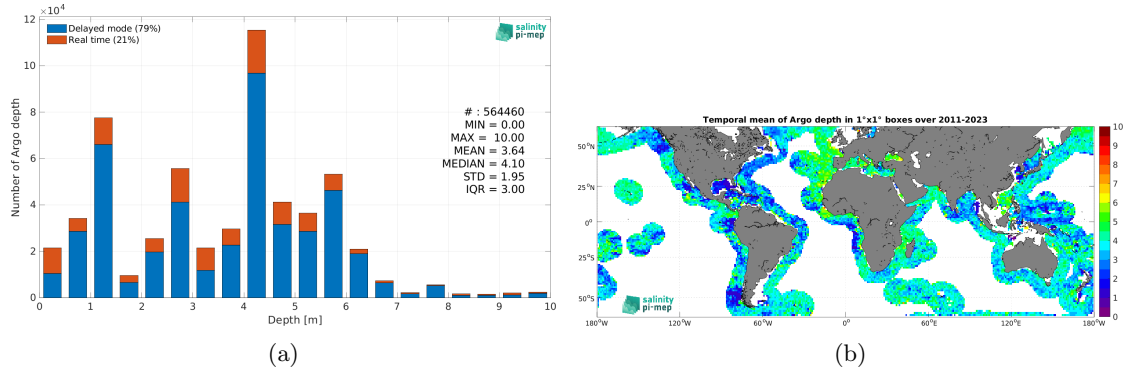 ×10⁴
12
10
8
6
4
2
0
Number of Argo depth
Delayed mode (79%)
Real time (21%)
salinity
pi-mep
# : 564460
MIN = 0.00
MAX = 10.00
MEAN = 3.64
MEDIAN = 4.10
STD = 1.95
IQR = 3.00
0 1 2 3 4 5 6 7 8 9 10
Depth [m]
(a)
Temporal mean of Argo depth in 1°x1° boxes over 2011-2023
50°N
25°N
0°
25°S
50°S
salinity
pi-mep
180°W 120°W 60°W 0° 60°E 120°E 180°W
10
9
8
7
6
5
4
3
2
1
0
(b)